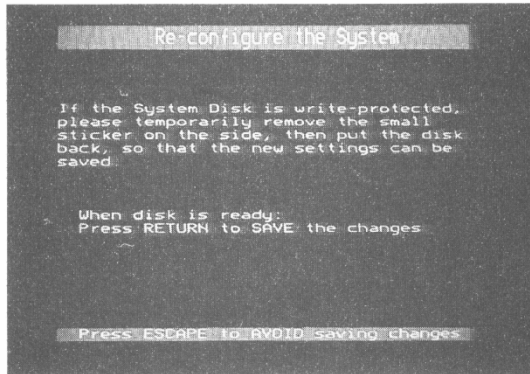 Re-configure the System
If the System Disk is write-protected,
please temporarily remove the small
sticker on the side, then put the disk
back, so that the new settings can be
saved.
When disk is ready:
Press RETURN to SAVE the changes
Press ESCAPE to AVOID saving changes